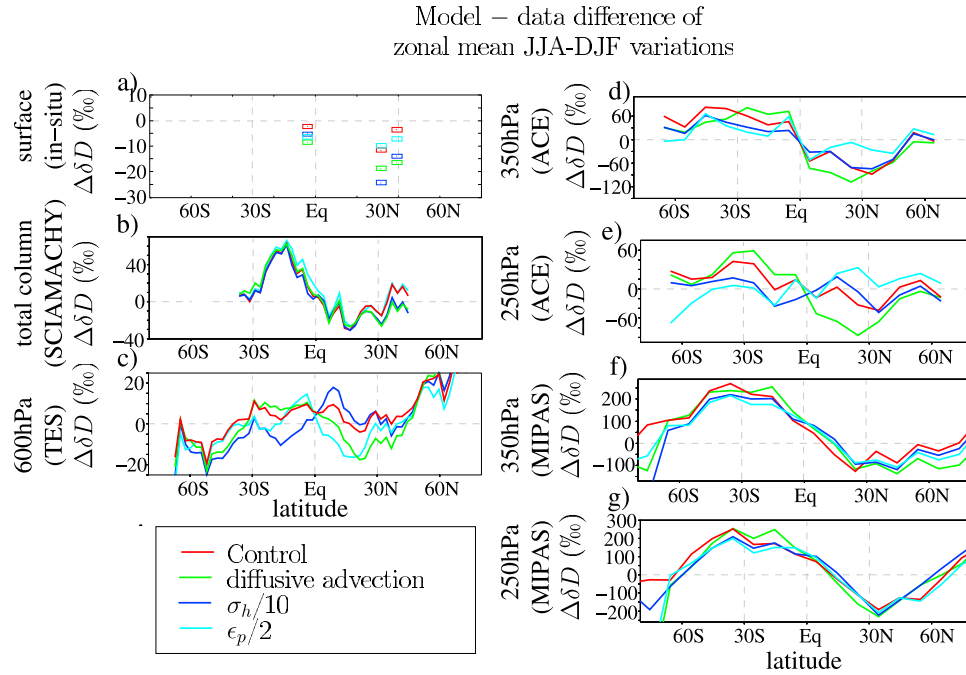 Model – data difference of
zonal mean JJA-DJF variations
a)
surface
(in-situ)
ΔδD (‰)
10
0
−10
−20
−30
60S 30S Eq 30N 60N
b)
total column
(SCIAMACHY)
ΔδD (‰)
40
0
−40
60S 30S Eq 30N 60N
c)
600hPa
(TES)
ΔδD (‰)
20
0
−20
60S 30S Eq 30N 60N
latitude
Control
diffusive advection
σ_h/10
ϵ_p/2
d)
350hPa
(ACE)
ΔδD (‰)
60
0
−60
−120
60S 30S Eq 30N 60N
e)
250hPa
(ACE)
ΔδD (‰)
60
0
−60
60S 30S Eq 30N 60N
f)
350hPa
(MIPAS)
ΔδD (‰)
200
100
0
−100
60S 30S Eq 30N 60N
g)
250hPa
(MIPAS)
ΔδD (‰)
300
200
100
0
−100
−200
60S 30S Eq 30N 60N
latitude